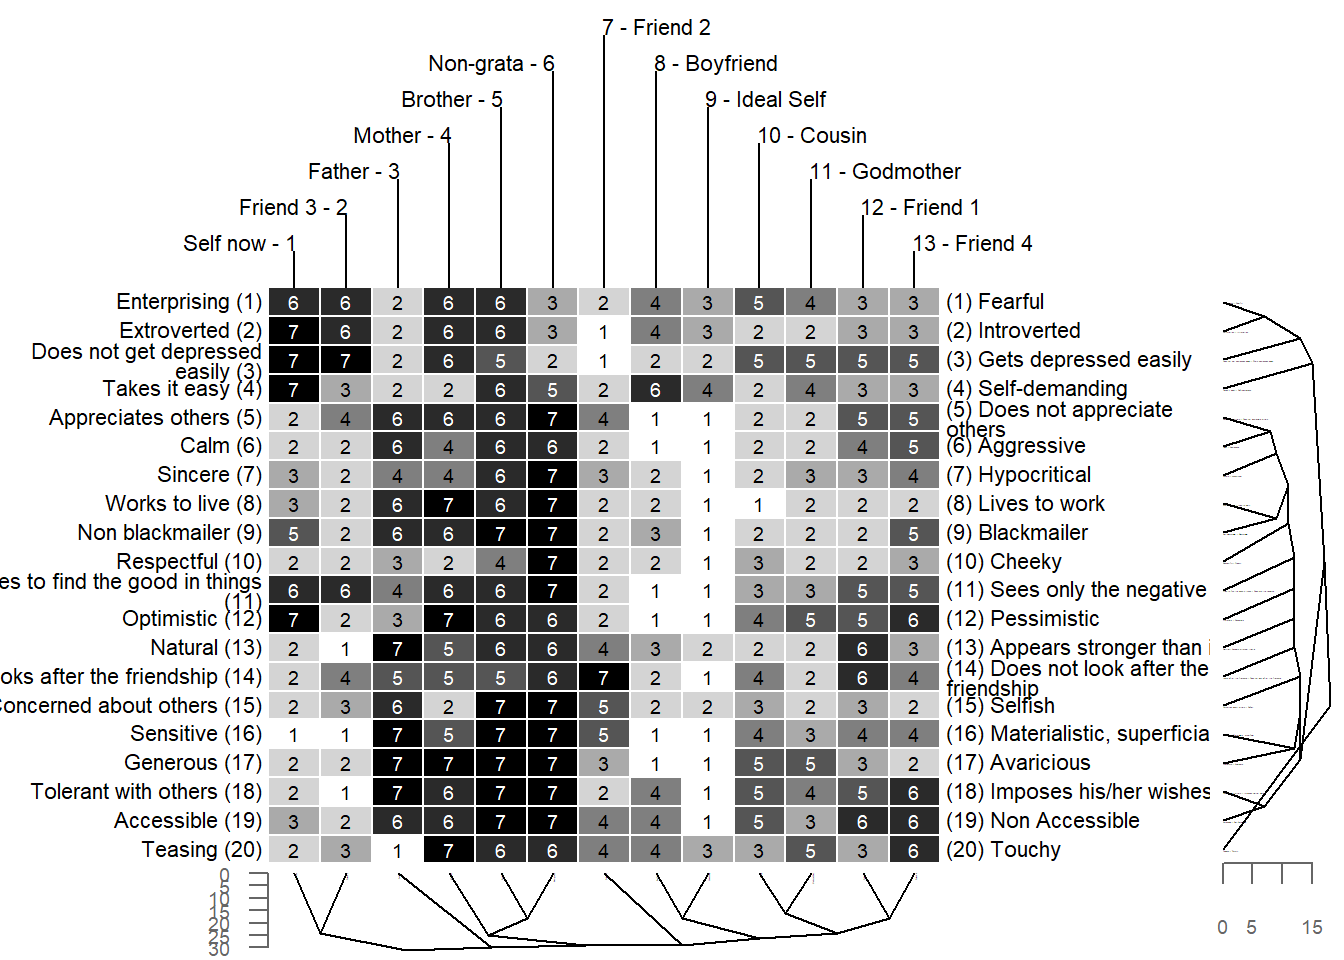 7 - Friend 2
Non-grata - 6
8 - Boyfriend
Brother - 5
9 - Ideal Self
Mother - 4
10 - Cousin
Father - 3
11 - Godmother
Friend 3 - 2
12 - Friend 1
Self now - 1
13 - Friend 4
Enterprising (1) 6 6 2 6 6 3 2 4 3 5 4 3 3 (1) Fearful
Extroverted (2) 7 6 2 6 6 3 1 4 3 2 2 3 3 (2) Introverted
Does not get depressed
easily (3) 7 7 2 6 5 2 1 2 2 5 5 5 5 (3) Gets depressed easily
Takes it easy (4) 7 3 2 2 6 5 2 6 4 2 4 3 3 (4) Self-demanding
Appreciates others (5) 2 4 6 6 6 7 4 1 1 2 2 5 5 (5) Does not appreciate
others
Calm (6) 2 2 6 4 6 6 2 1 1 2 2 4 5 (6) Aggressive
Sincere (7) 3 2 4 4 6 7 3 2 1 2 3 3 4 (7) Hypocritical
Works to live (8) 3 2 6 7 6 7 2 2 1 1 2 2 2 (8) Lives to work
Non blackmailer (9) 5 2 6 6 7 7 2 3 1 2 2 2 5 (9) Blackmailer
Respectful (10) 2 2 3 2 4 7 2 2 1 3 2 2 3 (10) Cheeky
es to find the good in things
(11) 6 6 4 6 6 7 2 1 1 3 3 5 5 (11) Sees only the negative
Optimistic (12) 7 2 3 7 6 6 2 1 1 4 5 5 6 (12) Pessimistic
Natural (13) 2 1 7 5 6 6 4 3 2 2 2 6 3 (13) Appears stronger than i
oks after the friendship (14) 2 4 5 5 5 6 7 2 1 4 2 6 4 (14) Does not look after the
friendship
Concerned about others (15) 2 3 6 2 7 7 5 2 2 3 2 3 2 (15) Selfish
Sensitive (16) 1 1 7 5 7 7 5 1 1 4 3 4 4 (16) Materialistic, superficia
Generous (17) 2 2 7 7 7 7 3 1 1 5 5 3 2 (17) Avaricious
Tolerant with others (18) 2 1 7 6 7 7 2 4 1 5 4 5 6 (18) Imposes his/her wishes
Accessible (19) 3 2 6 6 7 7 4 4 1 5 3 6 6 (19) Non Accessible
Teasing (20) 2 3 1 7 6 6 4 4 3 3 5 3 6 (20) Touchy
0
5
10
15
20
25
30
0 5 15